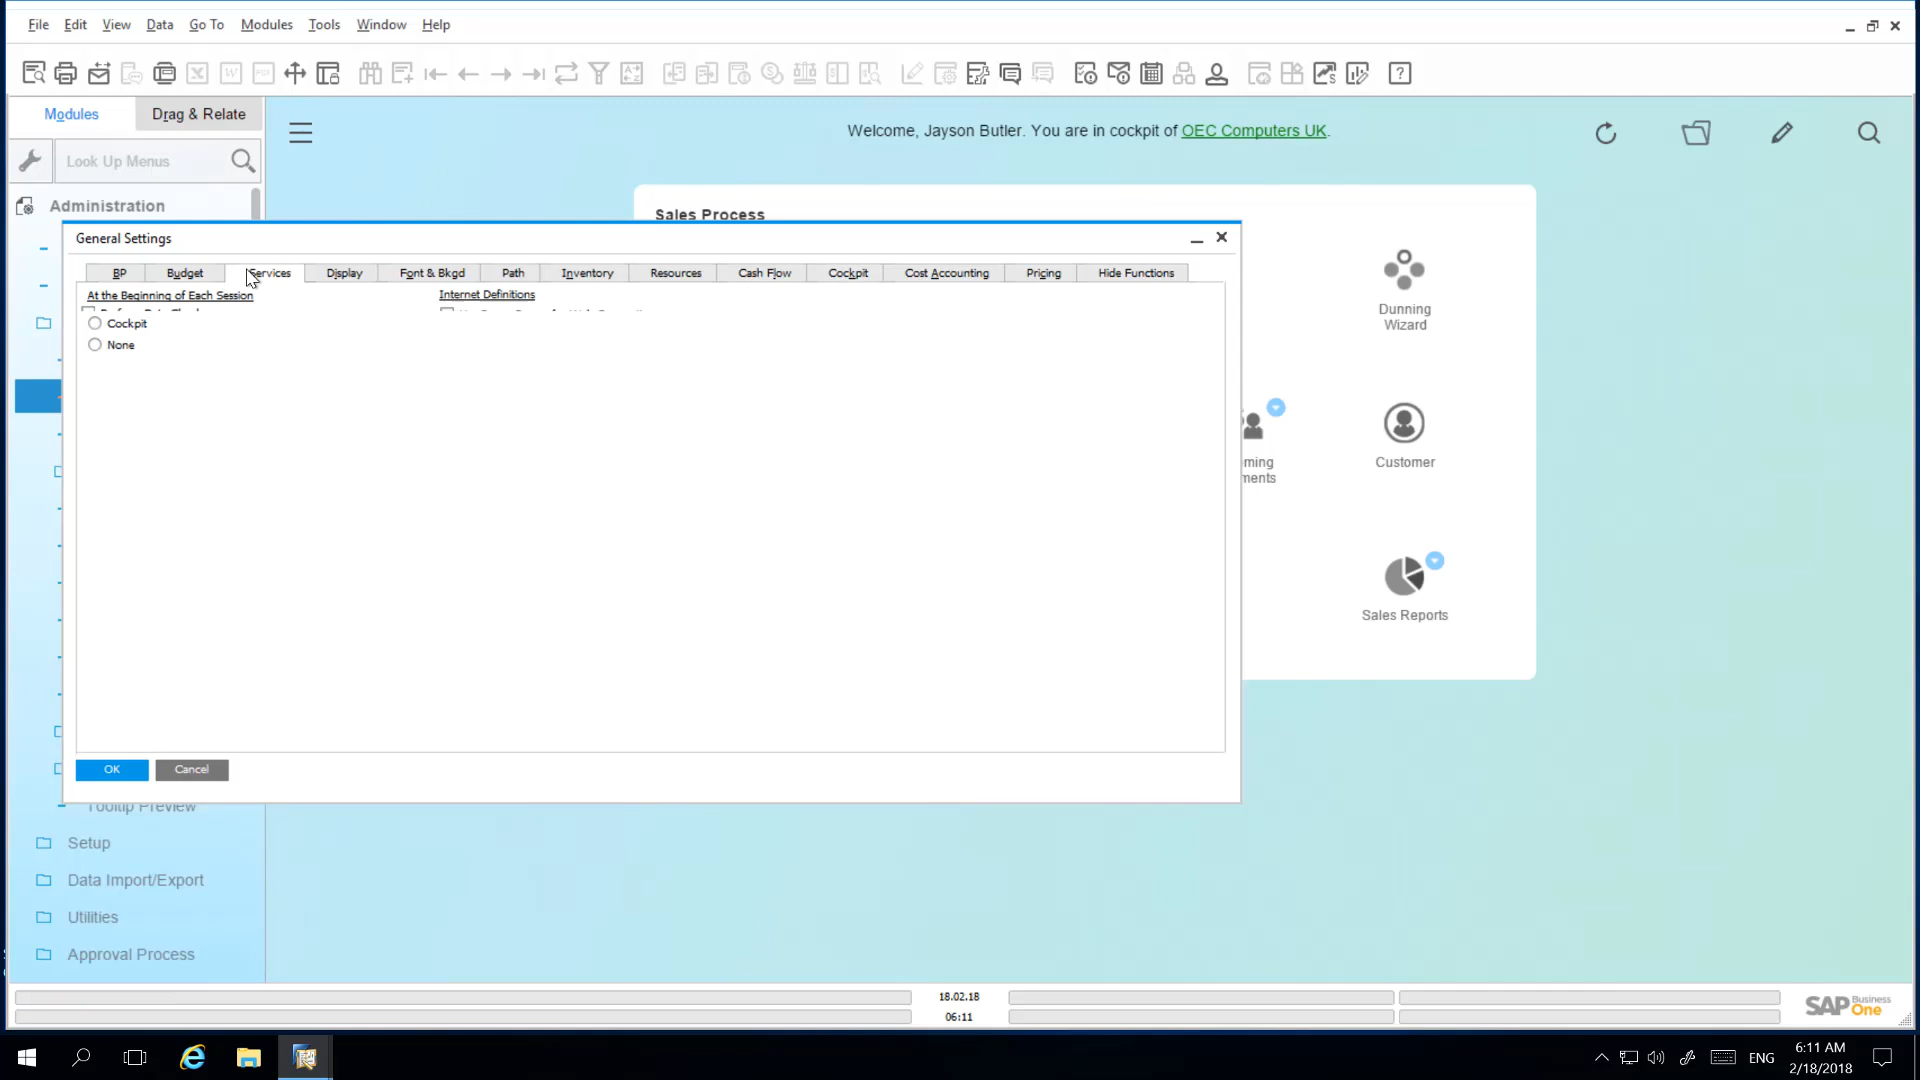 File Edit View Data Go To Modules Tools Window Help
Modules Drag & Relate
Welcome, Jayson Butler. You are in cockpit of OEC Computers UK.
Look Up Menus
Administration
Sales Process
General Settings
BP Budget Services Display Font & Bkgd Path Inventory Resources Cash Flow Cockpit Cost Accounting Pricing Hide Functions
At the Beginning of Each Session Internet Definitions
Cockpit
None
Dunning
Wizard
Customer
Sales Reports
OK Cancel
Tooltip Preview
Setup
Data Import/Export
Utilities
Approval Process
18.02.18
06:11
SAP Business One
ENG
6:11 AM
2/18/2018